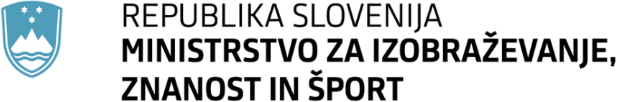 REPUBLIKA SLOVENIJA
MINISTRSTVO ZA IZOBRAŽEVANJE,
ZNANOST IN ŠPORT